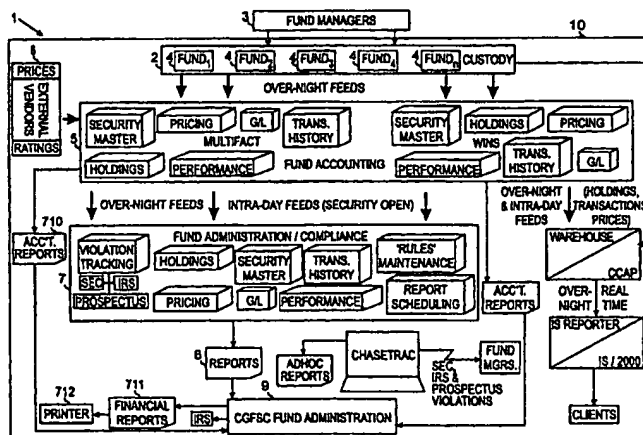 1
3
FUND MANAGERS
10
2
4 FUND1
4 FUND2
4 FUND3
4 FUND4
4 FUNDn
CUSTODY
OVER-NIGHT FEEDS
6
PRICES
EXTERNAL
VENDORS
RATINGS
5
SECURITY
MASTER
PRICING
G/L
TRANS.
HISTORY
MULTIFACT
HOLDINGS
PERFORMANCE
FUND ACCOUNTING
SECURITY
MASTER
HOLDINGS
PRICING
WINS
TRANS.
HISTORY
PERFORMANCE
G/L
OVER-NIGHT FEEDS
INTRA-DAY FEEDS (SECURITY OPEN)
OVER-NIGHT
& INTRA-DAY
FEEDS
(HOLDINGS,
TRANSACTIONS
PRICES)
710
ACC'T.
REPORTS
FUND ADMINISTRATION / COMPLIANCE
7
VIOLATION
TRACKING
SEC
IRS
PROSPECTUS
HOLDINGS
SECURITY
MASTER
TRANS.
HISTORY
'RULES'
MAINTENANCE
PRICING
G/L
PERFORMANCE
REPORT
SCHEDULING
ACC'T.
REPORTS
WAREHOUSE
CCAP
OVER-
NIGHT
REAL
TIME
IS REPORTER
IS / 2000
CLIENTS
8
REPORTS
ADHOC
REPORTS
CHASETRAC
FUND
MGRS.
SEC,
IRS &
PROSPECTUS
VIOLATIONS
712
PRINTER
711
FINANCIAL
REPORTS
IRS
9
CGFSC FUND ADMINISTRATION